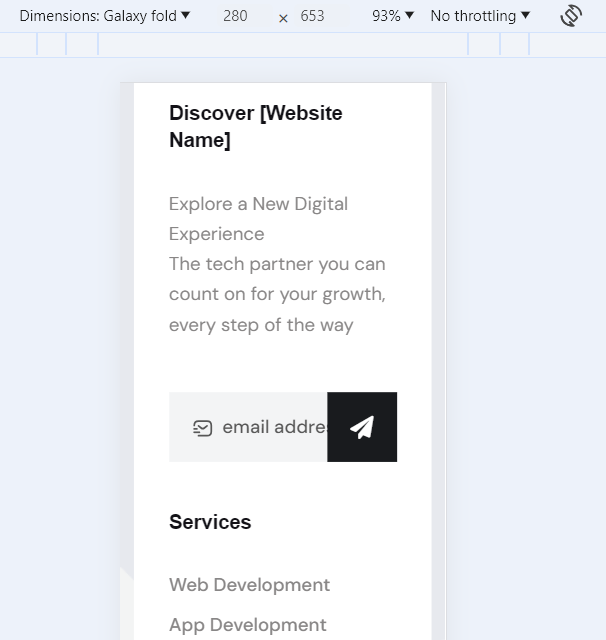 Dimensions: Galaxy fold ▼ 280 × 653 93% ▼ No throttling ▼
Discover [Website
Name]
Explore a New Digital
Experience
The tech partner you can
count on for your growth,
every step of the way
email addre
Services
Web Development
App Development